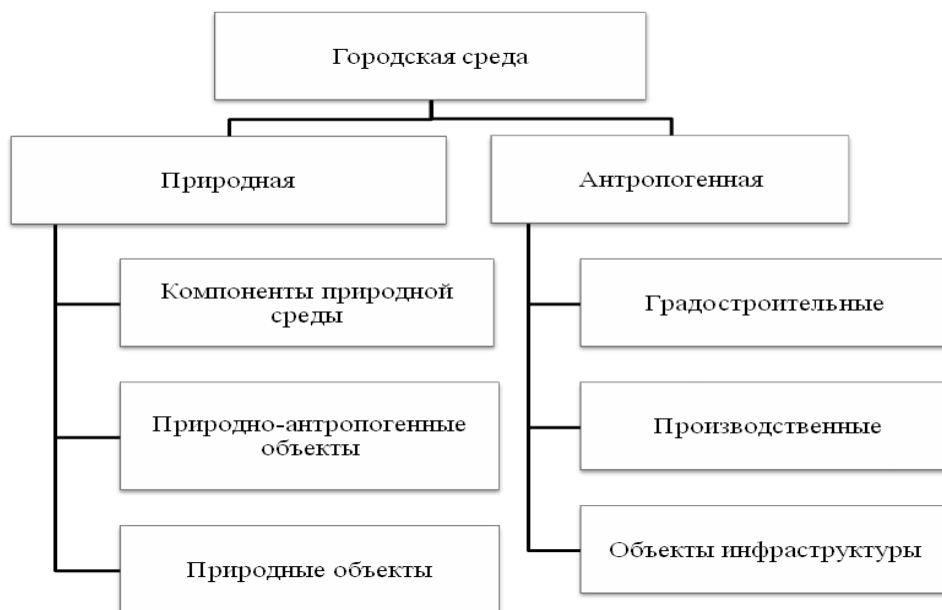 Городская среда
Природная
Компоненты природной
среды
Природно-антропогенные
объекты
Природные объекты
Антропогенная
Градостроительные
Производственные
Объекты инфраструктуры